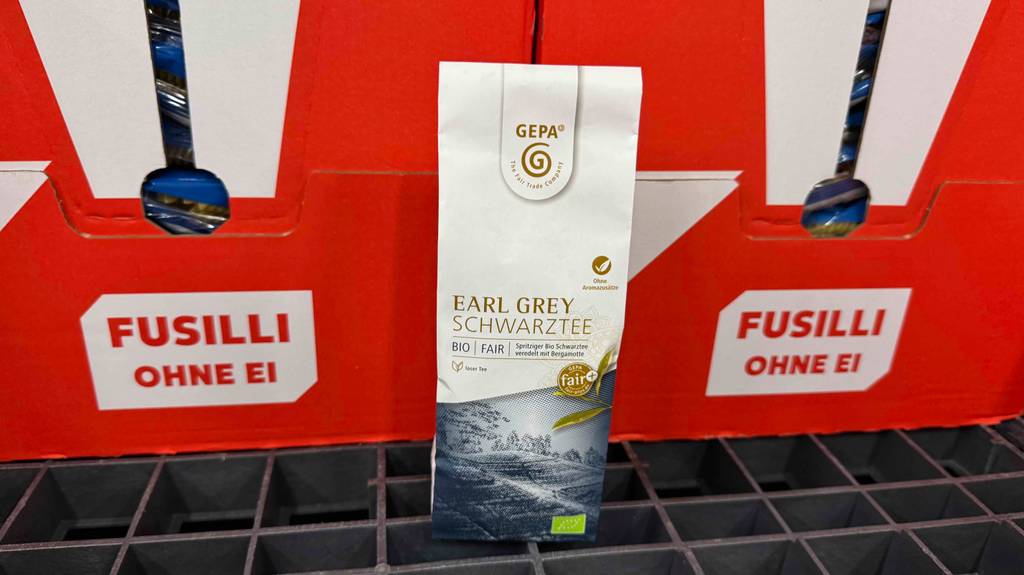 GEPA®
The Fair Trade Company
Ohne
Aromazusätze
EARL GREY
SCHWARZTEE
BIO | FAIR
Spritziger Bio Schwarztee
veredelt mit Bergamotte
loser Tee
GEPA
fair+
FUSILLI
OHNE EI
FUSILLI
OHNE EI